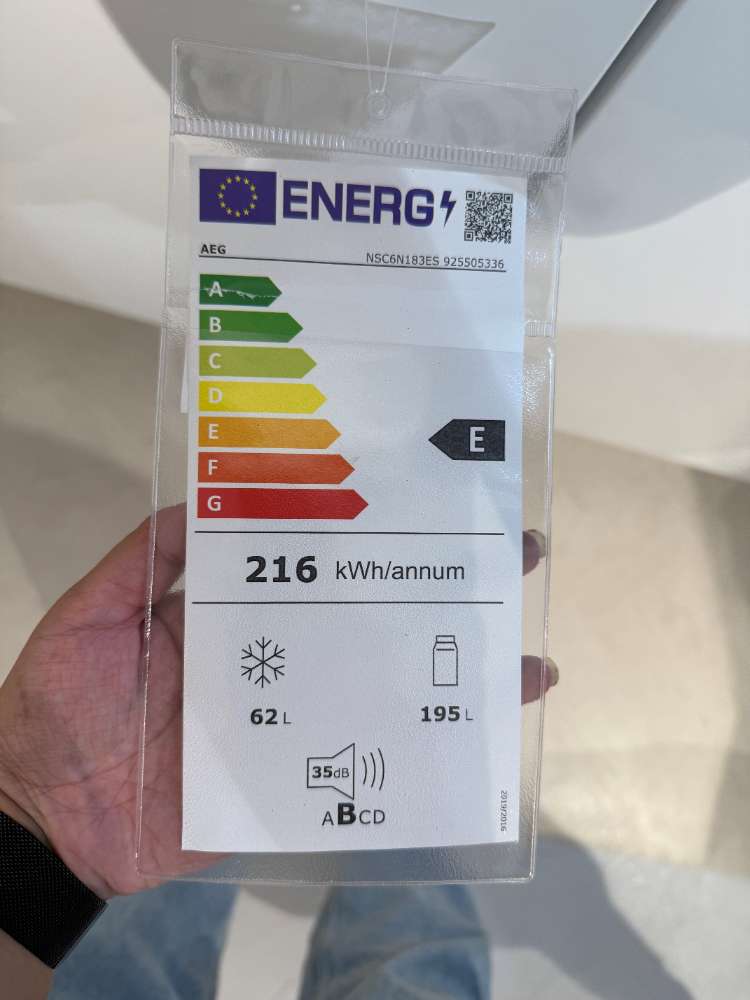 ENERG
AEG
NSC6N183ES 925505336
A
B
C
D
E
E
F
G
216 kWh/annum
62 L
195 L
35dB
ABCD
2019/2016